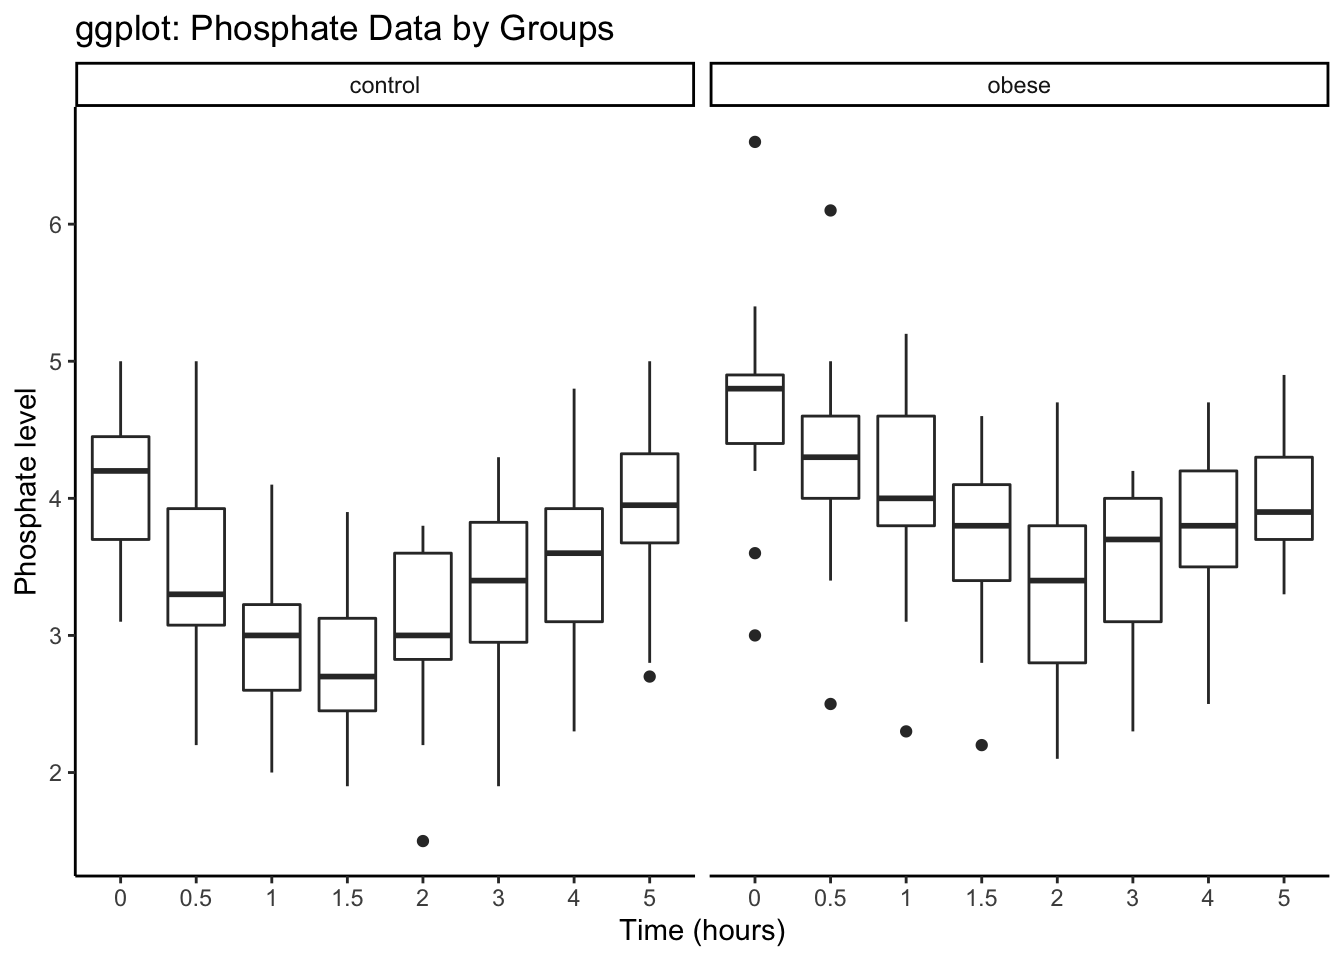 ggplot: Phosphate Data by Groups
control
obese
Phosphate level
6
5
4
3
2
0 0.5 1 1.5 2 3 4 5
0 0.5 1 1.5 2 3 4 5
Time (hours)